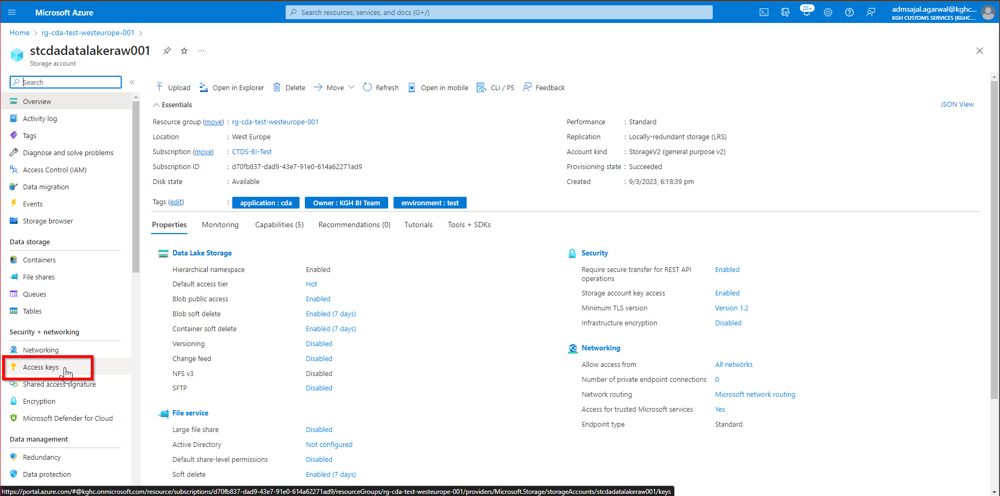 Microsoft Azure
Search resources, services, and docs (G+/)
20+
admsajal.agarwal@kghc...
KGH CUSTOMS SERVICES (KGHC....
Home > rg-cda-test-westeurope-001 >
stcdadatalakeraw001
Storage account
Search
Overview
Activity log
Tags
Diagnose and solve problems
Access Control (IAM)
Data migration
Events
Storage browser
Data storage
Containers
File shares
Queues
Tables
Security + networking
Networking
Access keys
Shared access signature
Encryption
Microsoft Defender for Cloud
Data management
Redundancy
Data protection
Upload
Open in Explorer
Delete
Move
Refresh
Open in mobile
CLI / PS
Feedback
Essentials
JSON View
Resource group (move) : rg-cda-test-westeurope-001
Location : West Europe
Subscription (move) : CTDS-BI-Test
Subscription ID : d70fb837-dad9-43e7-91e0-614a62271ad9
Disk state : Available
Performance : Standard
Replication : Locally-redundant storage (LRS)
Account kind : StorageV2 (general purpose v2)
Provisioning state : Succeeded
Created : 9/3/2023, 6:18:39 pm
Tags (edit) : application : cda Owner : KGH BI Team environment : test
Properties
Monitoring
Capabilities (5)
Recommendations (0)
Tutorials
Tools + SDKs
Data Lake Storage
Hierarchical namespace Enabled
Default access tier Hot
Blob public access Enabled
Blob soft delete Enabled (7 days)
Container soft delete Enabled (7 days)
Versioning Disabled
Change feed Disabled
NFS v3 Disabled
SFTP Disabled
File service
Large file share Disabled
Active Directory Not configured
Default share-level permissions Disabled
Soft delete Enabled (7 days)
Security
Require secure transfer for REST API Enabled
operations
Storage account key access Enabled
Minimum TLS version Version 1.2
Infrastructure encryption Disabled
Networking
Allow access from All networks
Number of private endpoint connections 0
Network routing Microsoft network routing
Access for trusted Microsoft services Yes
Endpoint type Standard
https://portal.azure.com/#@kghc.onmicrosoft.com/resource/subscriptions/d70fb837-dad9-43e7-91e0-614a62271ad9/resourceGroups/rg-cda-test-westeurope-001/providers/Microsoft.Storage/storageAccounts/stcdadatalakeraw001/keys